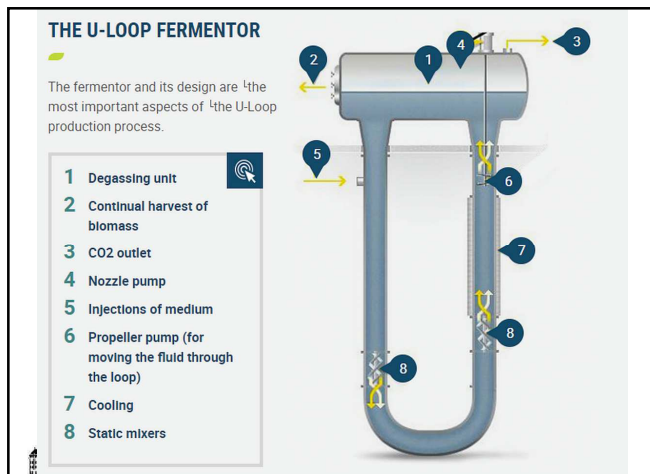 THE U-LOOP FERMENTOR
The fermentor and its design are └the
most important aspects of └the U-Loop
production process.
1 Degassing unit
2 Continual harvest of
biomass
3 CO2 outlet
4 Nozzle pump
5 Injections of medium
6 Propeller pump (for
moving the fluid through
the loop)
7 Cooling
8 Static mixers
2
1
4
3
5
6
7
8
8